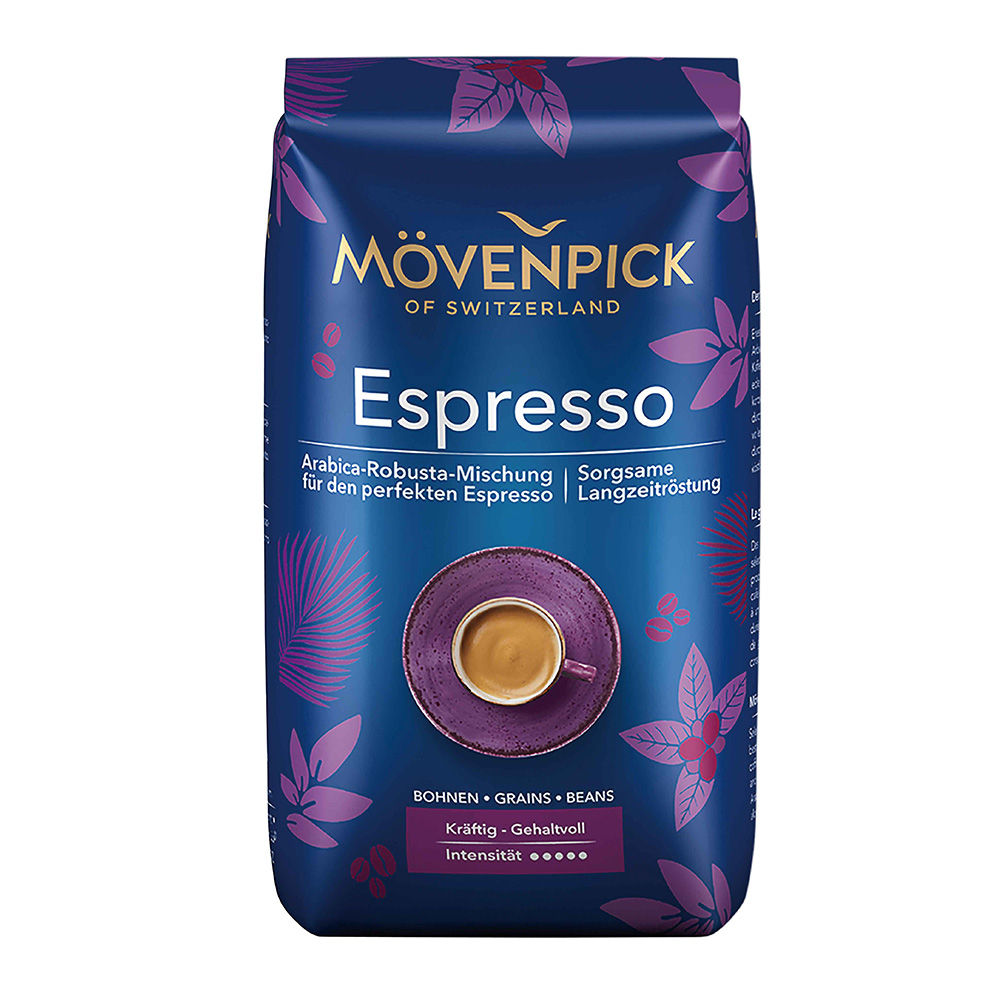 MÖVENPICK
OF SWITZERLAND
Espresso
Arabica-Robusta-Mischung
für den perfekten Espresso
Sorgsame
Langzeitröstung
BOHNEN • GRAINS • BEANS
Kräftig - Gehaltvoll
Intensität ●●●●●